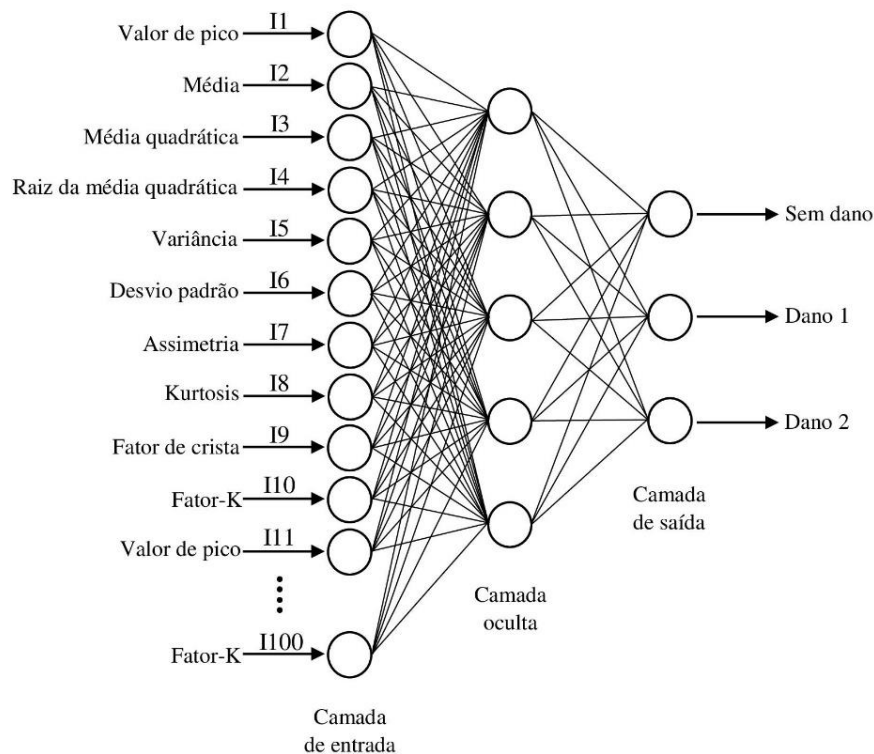 Valor de pico I1
Média I2
Média quadrática I3
Raiz da média quadrática I4
Variância I5
Desvio padrão I6
Assimetria I7
Kurtosis I8
Fator de crista I9
Fator-K I10
Valor de pico I11
Fator-K I100
Camada
de entrada
Camada
oculta
Sem dano
Dano 1
Dano 2
Camada
de saída